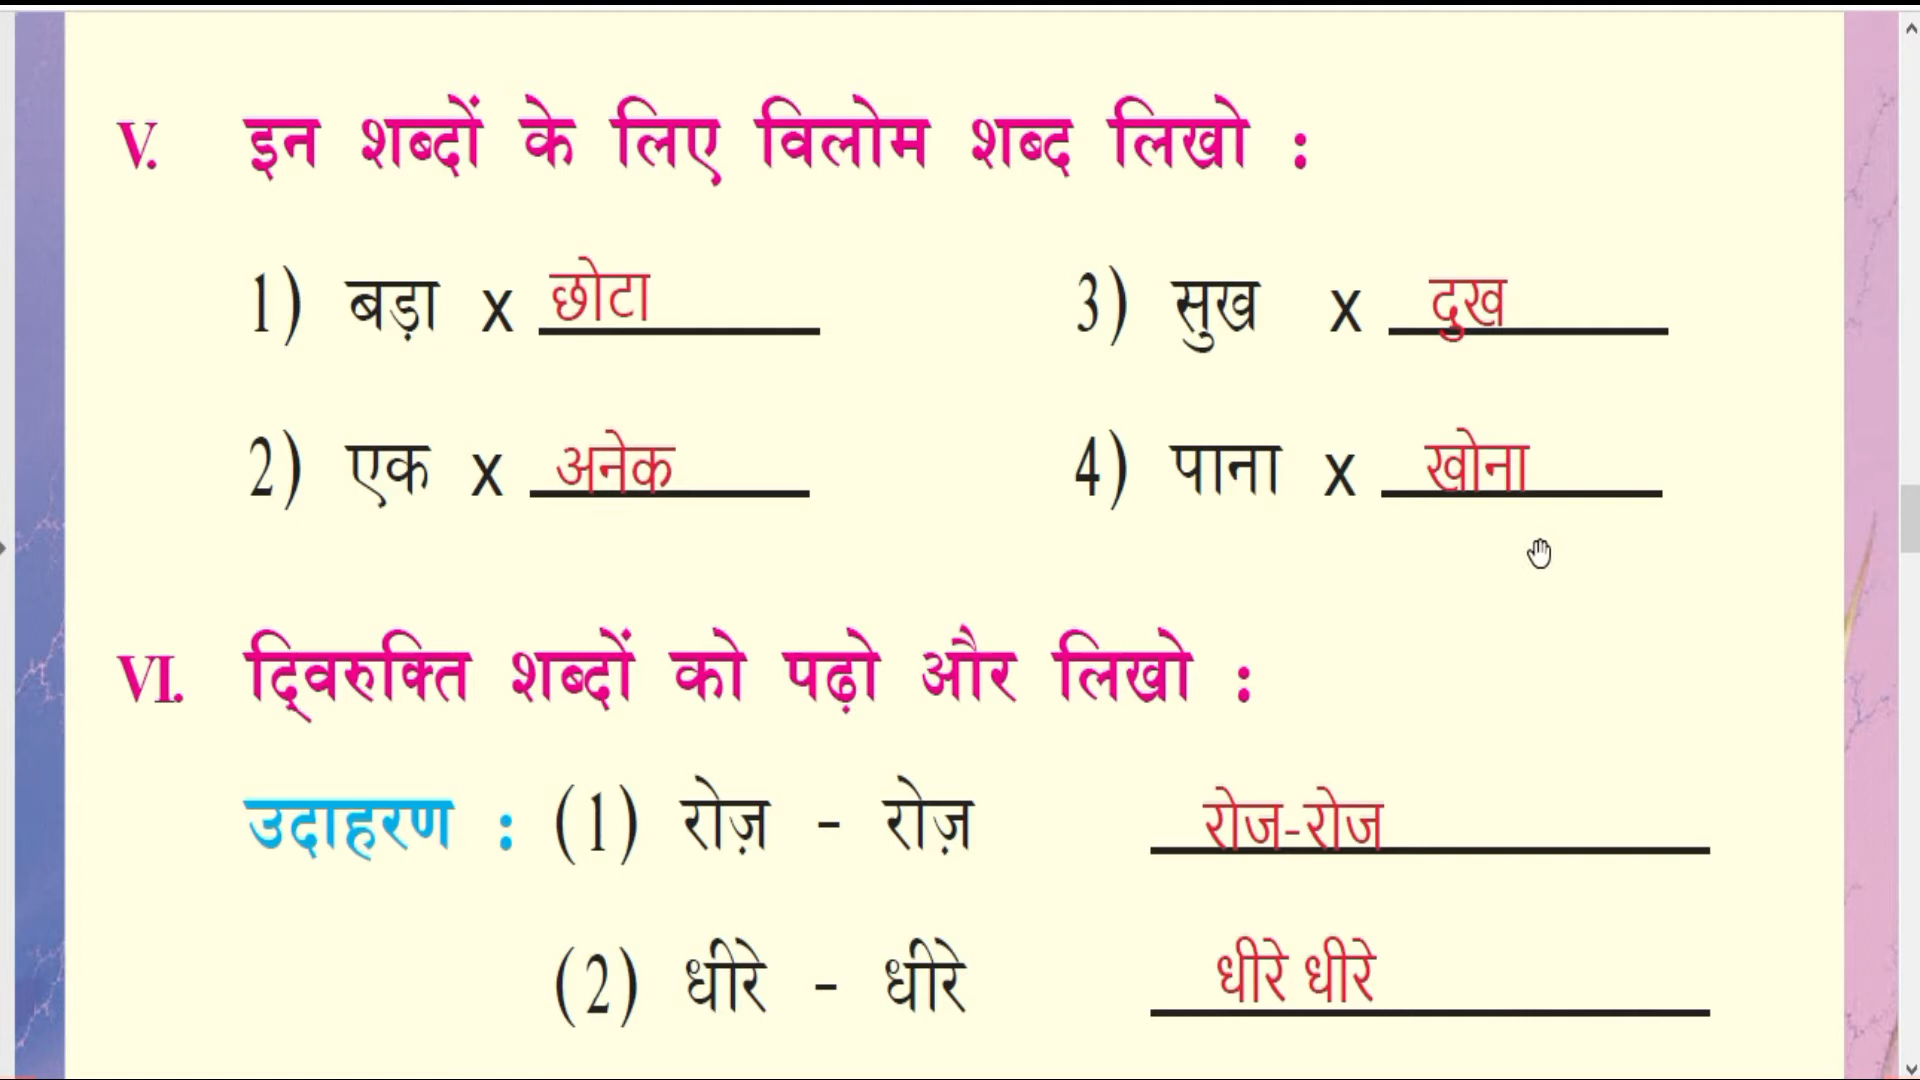 V. इन शब्दों के लिए विलोम शब्द लिखो :
1) बड़ा x छोटा 3) सुख x दुख
2) एक x अनेक 4) पाना x खोना
VI. द्विरुक्ति शब्दों को पढ़ो और लिखो :
उदाहरण : (1) रोज़ - रोज़ रोज-रोज
(2) धीरे - धीरे धीरे धीरे